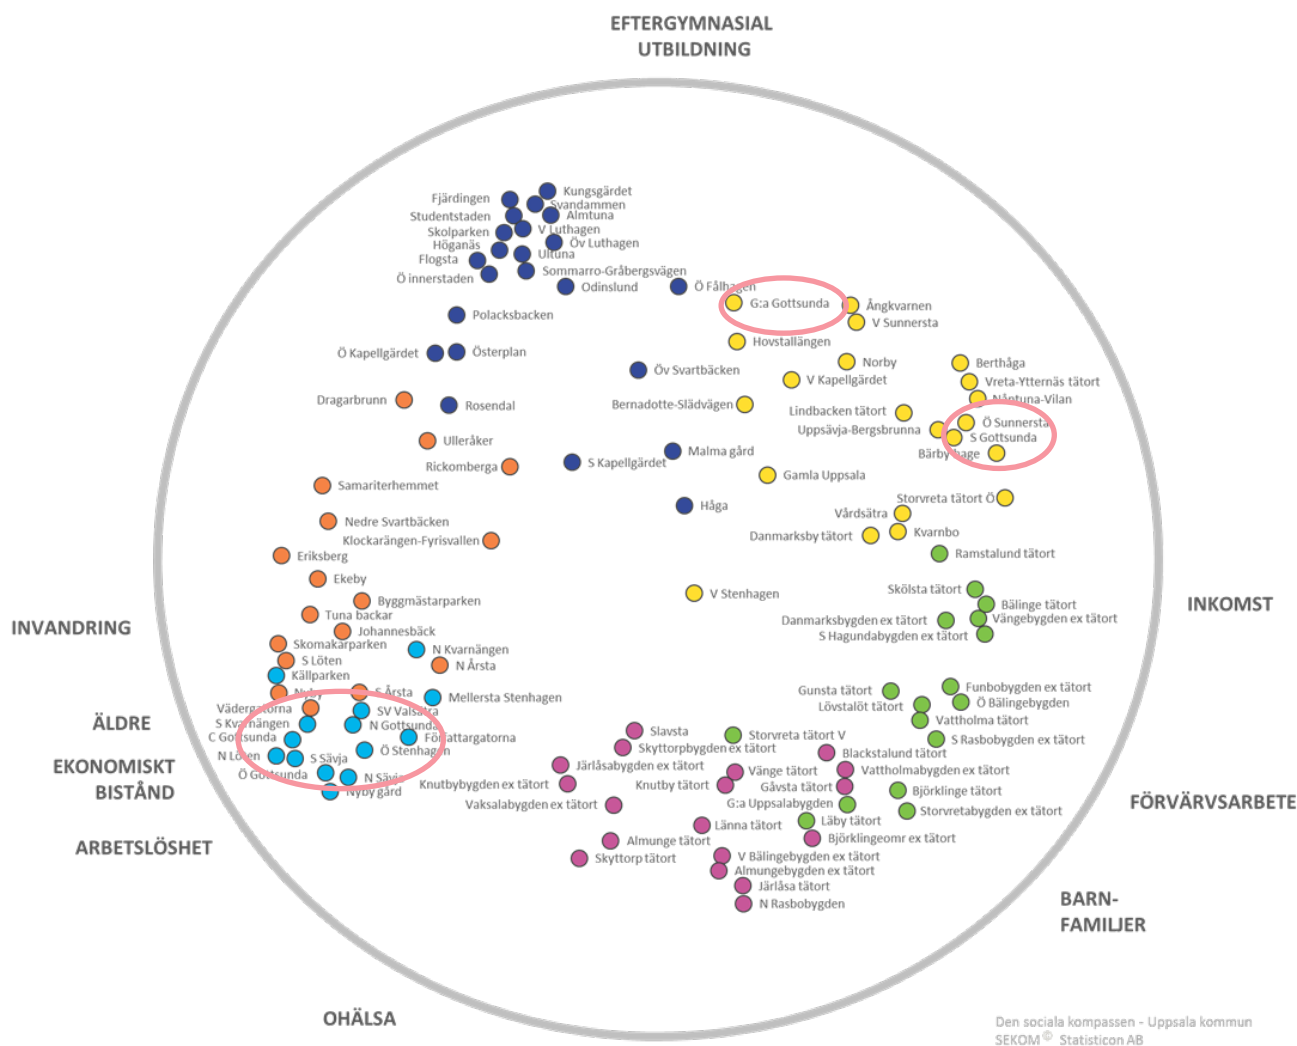 EFTERGYMNASIAL
UTBILDNING
Kungsgärdet
Fjärdingen
Svandammen
Studentstaden
Almtuna
Skolparken
V Luthagen
Höganäs
Öv Luthagen
Flogsta
Ultuna
Ö innerstaden
Sommarro-Gråbergsvägen
Odinslund
Ö Fålhagen
G:a Gottsunda
Ångkvarnen
Polacksbacken
V Sunnersta
Hovstallängen
Ö Kapellgärdet
Österplan
Norby
Berthåga
Öv Svartbäcken
V Kapellgärdet
Vreta-Ytternäs tätort
Dragarbrunn
Rosendal
Bernadotte-Slädvägen
Nåntuna-Vilan
Lindbacken tätort
Ö Sunnersta
Uppsävja-Bergsbrunna
S Gottsunda
Ulleråker
Malma gård
Bärby hage
Rickomberga
S Kapellgärdet
Gamla Uppsala
Samariterhemmet
Storvreta tätort Ö
Håga
Vårdsätra
Nedre Svartbäcken
Kvarnbo
Klockarängen-Fyrisvallen
Danmarksby tätort
Eriksberg
Ramstalund tätort
Ekeby
Skölsta tätort
V Stenhagen
Byggmästarparken
Bälinge tätort
INKOMST
Tuna backar
Danmarksbygden ex tätort
Vängebygden ex tätort
INVANDRING
Johannesbäck
S Hagundabygden ex tätort
Skomakarparken
N Kvarnängen
S Löten
N Årsta
Källparken
Nyby
S Årsta
Mellersta Stenhagen
Gunsta tätort
Funbobygden ex tätort
Lövstalöt tätort
Ö Bälingebygden
Vädergatorna
SV Valsätra
ÄLDRE
S Kvarnängen
N Gottsunda
Vattholma tätort
C Gottsunda
Författargatorna
Slavsta
Storvreta tätort V
S Rasbobygden ex tätort
N Löten
S Sävja
Ö Stenhagen
Skyttorpbygden ex tätort
Blackstalund tätort
EKONOMISKT
BISTÅND
Ö Gottsunda
N Sävja
Järlåsabygden ex tätort
Vänge tätort
Vattholmabygden ex tätort
Nyby gård
Knutbybygden ex tätort
Knutby tätort
Gåvsta tätort
Björklinge tätort
Vaksalabygden ex tätort
G:a Uppsalabygden
Storvretabygden ex tätort
FÖRVÄRVSARBETE
Länna tätort
Läby tätort
ARBETSLÖSHET
Almunge tätort
Björklingeomr ex tätort
Skyttorp tätort
V Bälingebygden ex tätort
Almungebygden ex tätort
Järlåsa tätort
N Rasbobygden
BARN-
FAMILJER
OHÄLSA
Den sociala kompassen - Uppsala kommun
SEKOM© Statisticon AB